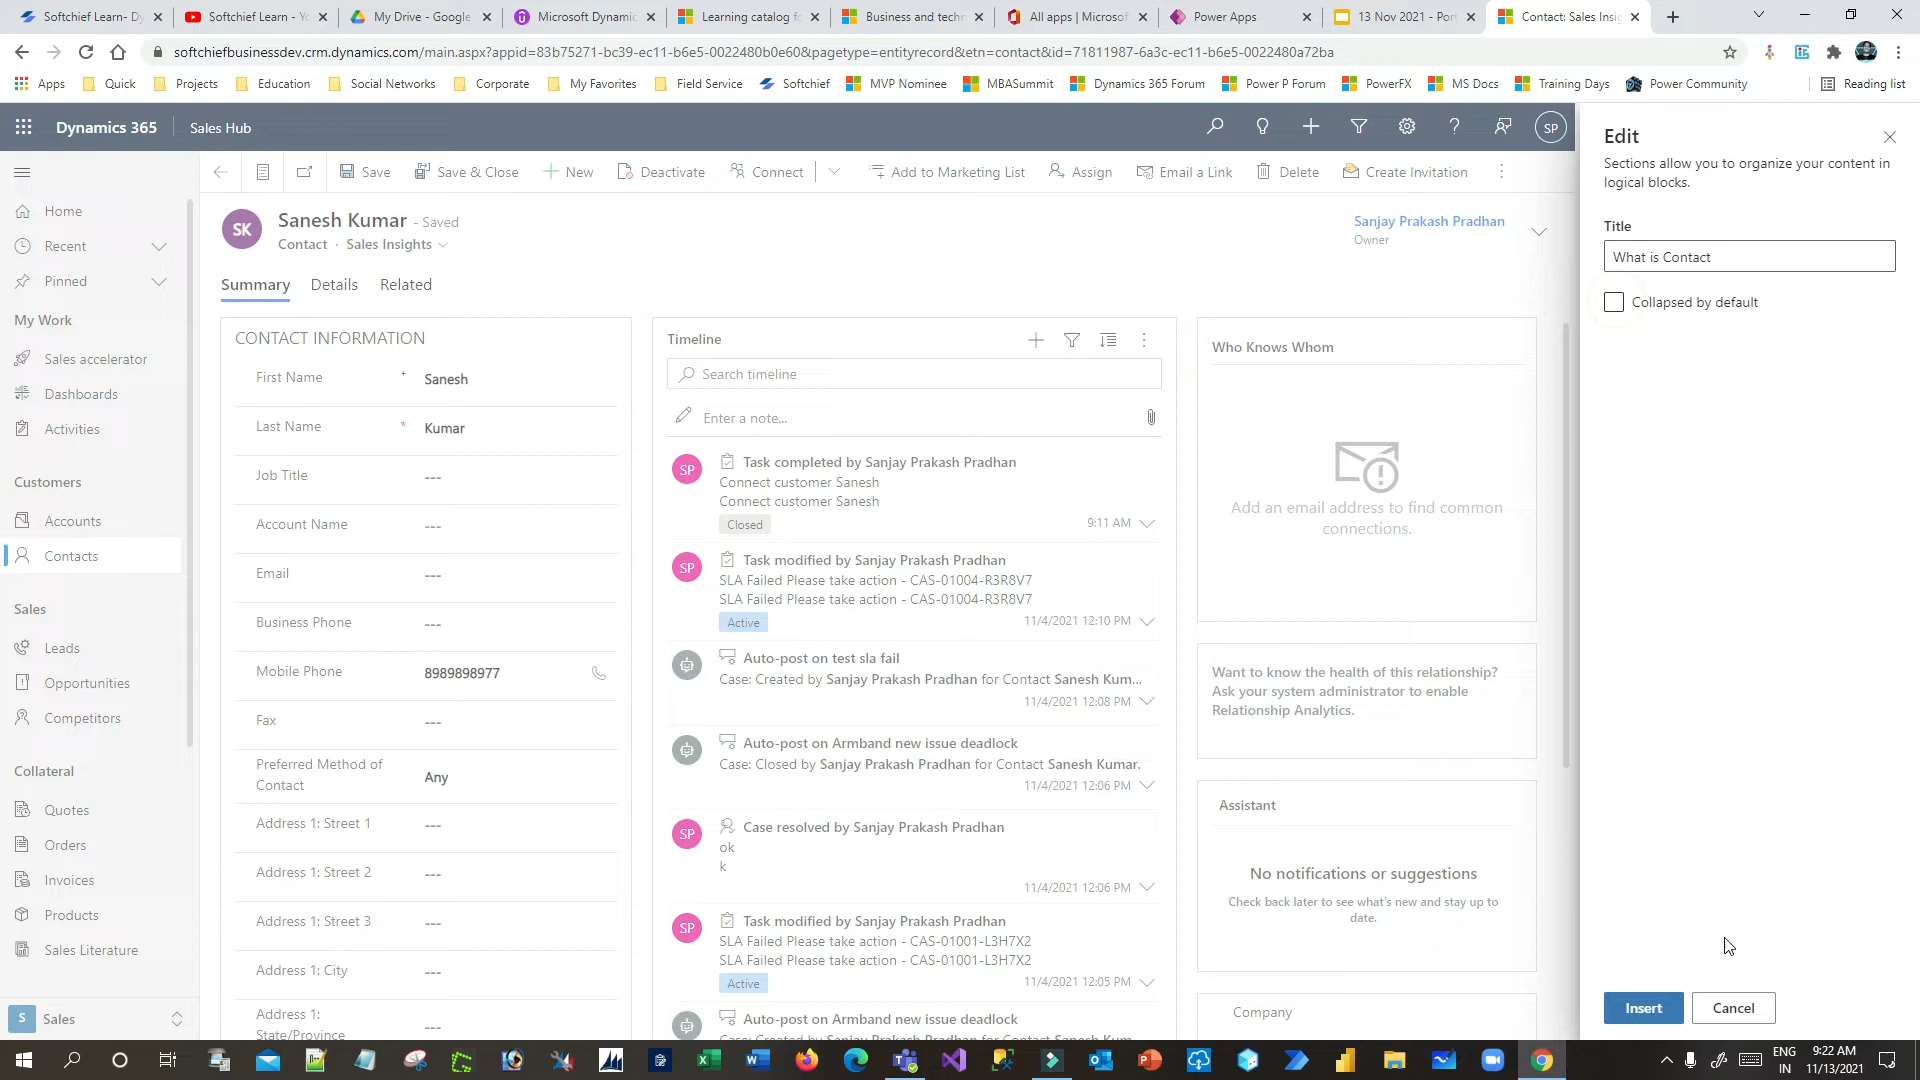 Softchief Learn- Dy
Softchief Learn - Yo
My Drive - Google
Microsoft Dynamic
Learning catalog fo
Business and techn
All apps | Microsof
Power Apps
13 Nov 2021 - Port
Contact: Sales Insig
softchiefbusinessdev.crm.dynamics.com/main.aspx?appid=83b75271-bc39-ec11-b6e5-0022480b0e60&pagetype=entityrecord&etn=contact&id=71811987-6a3c-ec11-b6e5-0022480a72ba
Apps
Quick
Projects
Education
Social Networks
Corporate
My Favorites
Field Service
Softchief
MVP Nominee
MBASummit
Dynamics 365 Forum
Power P Forum
PowerFX
MS Docs
Training Days
Power Community
Reading list
Dynamics 365
Sales Hub
SP
Save
Save & Close
New
Deactivate
Connect
Add to Marketing List
Assign
Email a Link
Delete
Create Invitation
Home
Recent
Pinned
My Work
Sales accelerator
Dashboards
Activities
Customers
Accounts
Contacts
Sales
Leads
Opportunities
Competitors
Collateral
Quotes
Orders
Invoices
Products
Sales Literature
S Sales
SK
Sanesh Kumar - Saved
Contact · Sales Insights
Sanjay Prakash Pradhan
Owner
Summary
Details
Related
CONTACT INFORMATION
First Name + Sanesh
Last Name * Kumar
Job Title ---
Account Name ---
Email ---
Business Phone ---
Mobile Phone 8989898977
Fax ---
Preferred Method of
Contact
Any
Address 1: Street 1 ---
Address 1: Street 2 ---
Address 1: Street 3 ---
Address 1: City ---
Address 1:
State/Province
---
Timeline
Search timeline
Enter a note...
SP
Task completed by Sanjay Prakash Pradhan
Connect customer Sanesh
Connect customer Sanesh
Closed
9:11 AM
SP
Task modified by Sanjay Prakash Pradhan
SLA Failed Please take action - CAS-01004-R3R8V7
SLA Failed Please take action - CAS-01004-R3R8V7
Active
11/4/2021 12:10 PM
Auto-post on test sla fail
Case: Created by Sanjay Prakash Pradhan for Contact Sanesh Kum...
11/4/2021 12:08 PM
Auto-post on Armband new issue deadlock
Case: Closed by Sanjay Prakash Pradhan for Contact Sanesh Kumar.
11/4/2021 12:06 PM
SP
Case resolved by Sanjay Prakash Pradhan
ok
k
11/4/2021 12:06 PM
SP
Task modified by Sanjay Prakash Pradhan
SLA Failed Please take action - CAS-01001-L3H7X2
SLA Failed Please take action - CAS-01001-L3H7X2
Active
11/4/2021 12:05 PM
Auto-post on Armband new issue deadlock
Case: Created by Sanjay Prakash Pradhan for Contact Sanesh Kum...
Who Knows Whom
Add an email address to find common
connections.
Want to know the health of this relationship?
Ask your system administrator to enable
Relationship Analytics.
Assistant
No notifications or suggestions
Check back later to see what's new and stay up to
date.
Company
Edit
Sections allow you to organize your content in
logical blocks.
Title
What is Contact
Collapsed by default
Insert
Cancel
ENG
IN
9:22 AM
11/13/2021